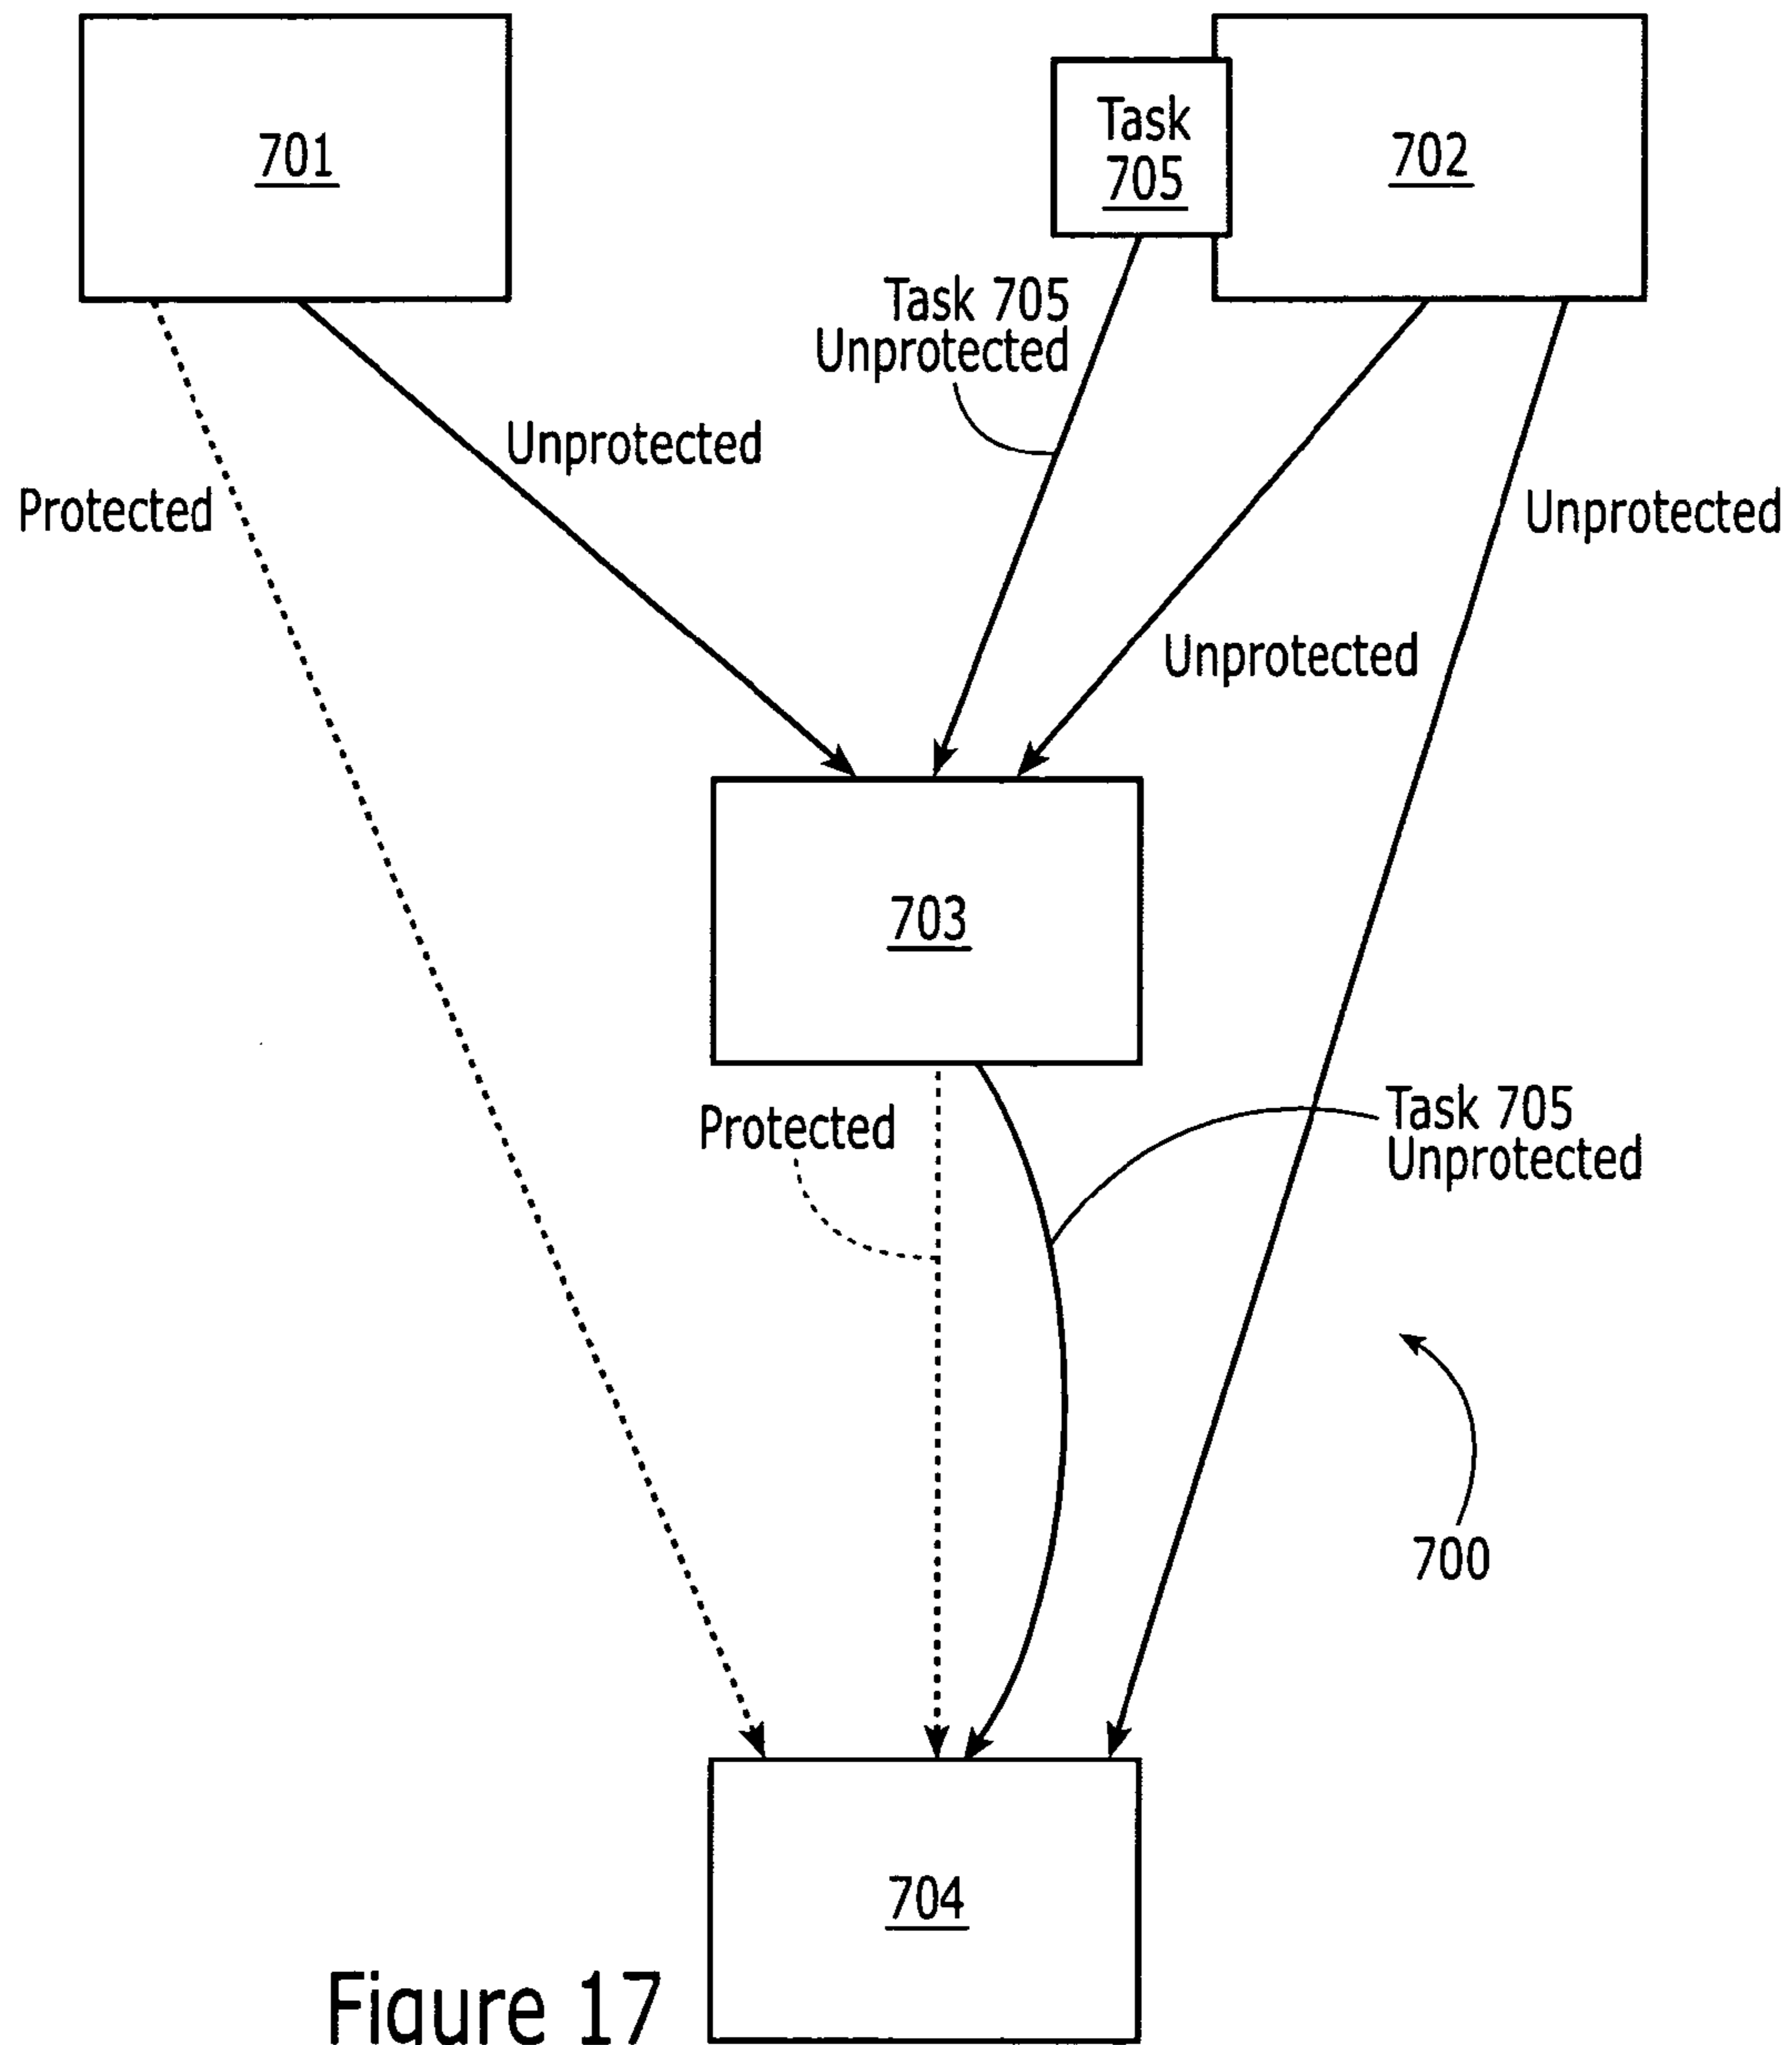 701
Task
705
702
Task 705
Unprotected
Unprotected
Protected
Unprotected
Unprotected
703
Protected
Task 705
Unprotected
700
704
Figure 17